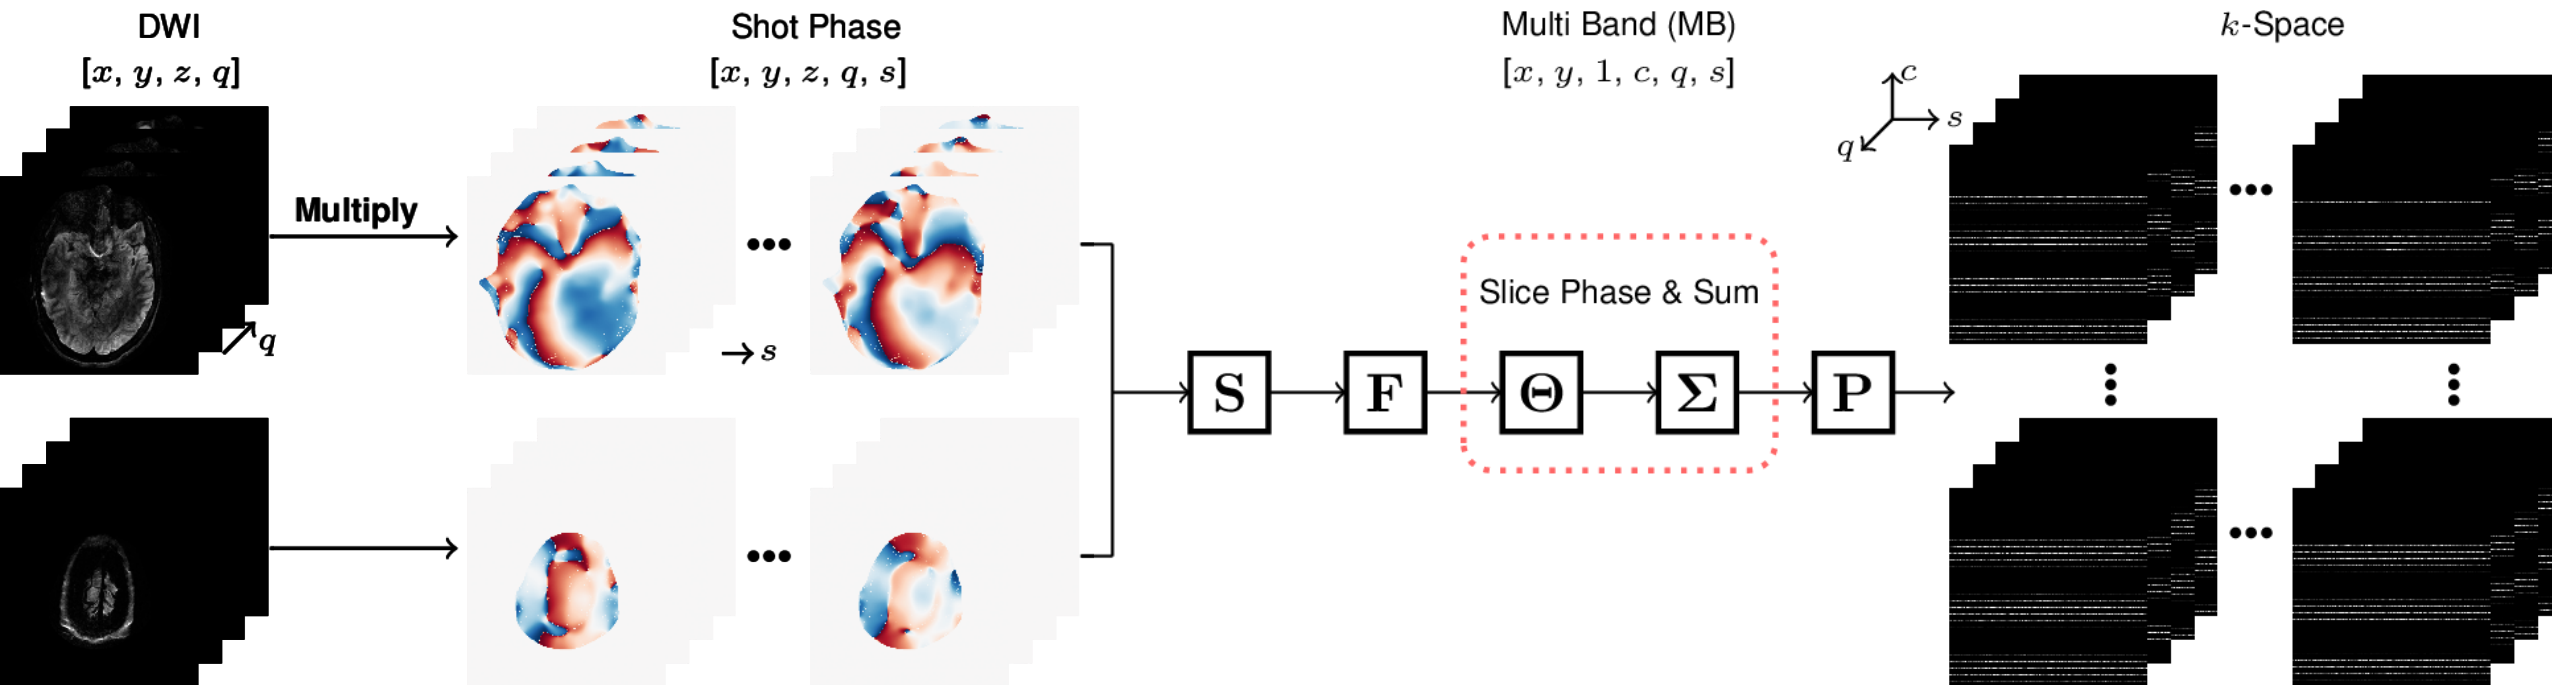 DWI
[x, y, z, q]
Multiply
q
Shot Phase
[x, y, z, q, s]
s
S
F
Multi Band (MB)
[x, y, 1, c, q, s]
Slice Phase & Sum
Θ
Σ
P
k-Space
c
s
q